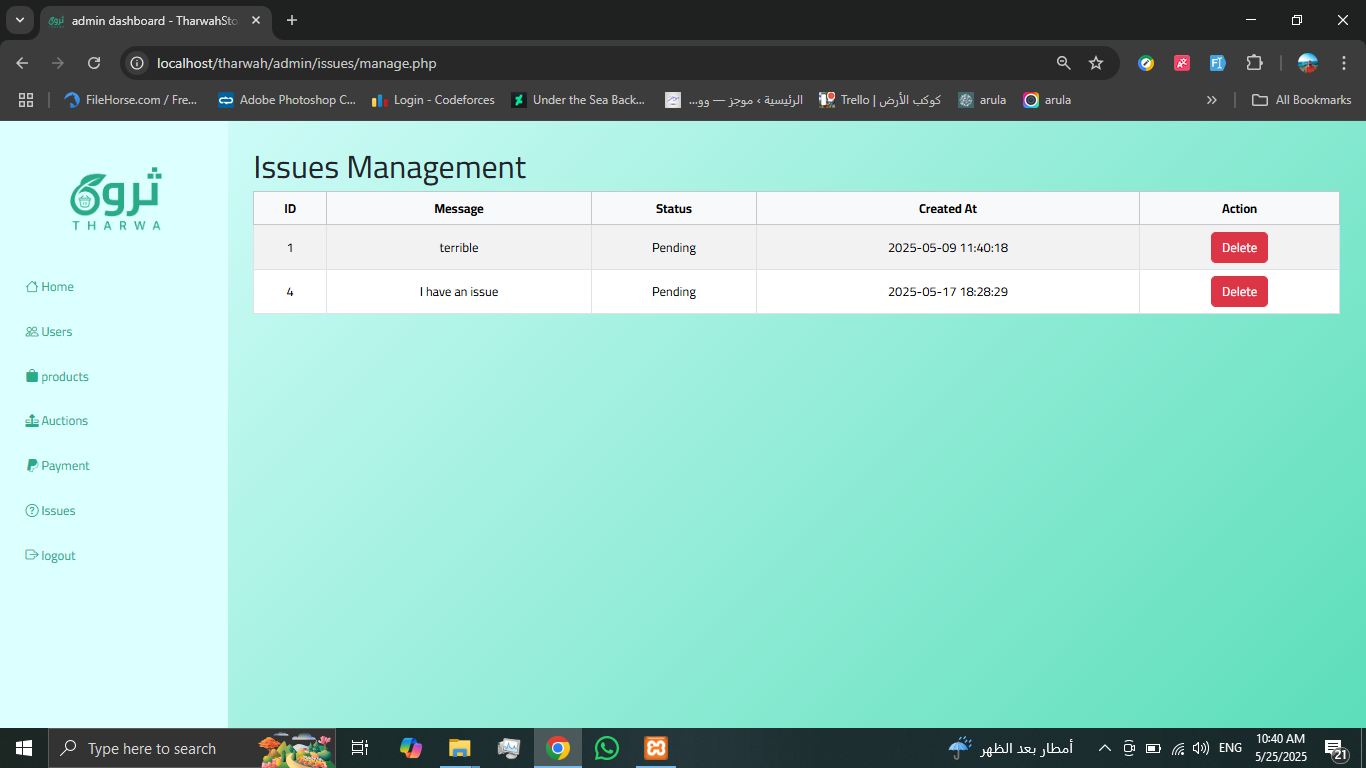 admin dashboard - TharwahSto
localhost/tharwah/admin/issues/manage.php
FileHorse.com / Fre...
Adobe Photoshop C...
Login - Codeforces
Under the Sea Back...
الرئيسية › موجز — وو...
Trello | كوكب الأرض
arula
arula
All Bookmarks
ثروة
THARWA
Home
Users
products
Auctions
Payment
Issues
logout
Issues Management
ID Message Status Created At Action
1 terrible Pending 2025-05-09 11:40:18 Delete
4 I have an issue Pending 2025-05-17 18:28:29 Delete
Type here to search
أمطار بعد الظهر
ENG
10:40 AM
5/25/2025
21